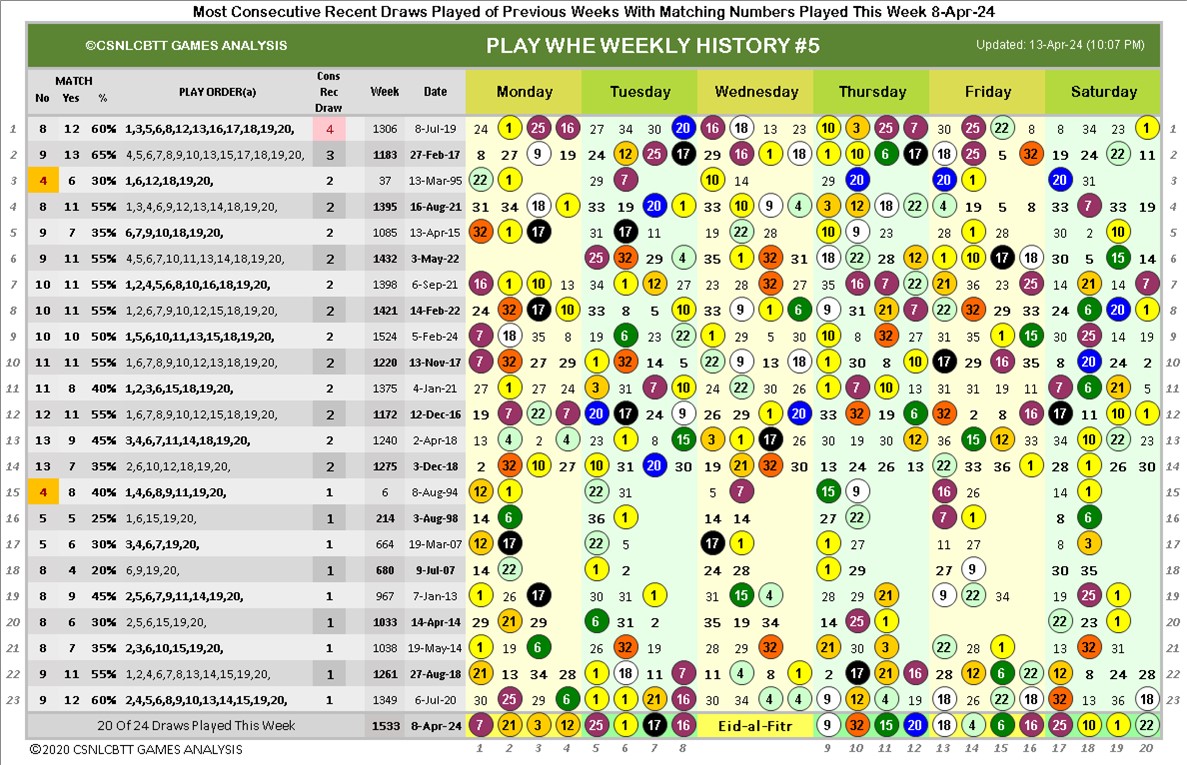 Most Consecutive Recent Draws Played of Previous Weeks With Matching Numbers Played This Week 8-Apr-24
©CSNLCBTT GAMES ANALYSIS PLAY WHE WEEKLY HISTORY #5 Updated: 13-Apr-24 (10:07 PM)
MATCH
No Yes % PLAY ORDER(a) Cons Rec Draw Week Date Monday Tuesday Wednesday Thursday Friday Saturday
1 8 12 60% 1,3,5,6,8,12,13,16,17,18,19,20, 4 1306 8-Jul-19 24 1 25 16 27 34 30 20 16 18 13 23 10 3 25 7 30 25 22 8 8 34 23 1 1
2 13 65% 4,5,6,7,8,9,10,13,15,17,18,19,20, 3 1183 27-Feb-17 8 27 9 19 24 12 25 17 29 16 1 18 1 10 6 17 18 25 5 32 19 24 22 11 2
3 4 6 30% 1,6,12,18,19,20, 2 37 13-Mar-95 22 1 29 7 10 14 29 20 20 1 20 31 3
4 8 11 55% 1,3,4,5,9,12,13,14,18,19,20, 2 1395 16-Aug-21 31 34 18 1 33 19 20 1 33 10 9 4 3 12 18 22 4 19 5 8 33 7 33 19 4
5 9 7 35% 6,7,9,10,18,19,20, 2 1085 13-Apr-15 32 1 17 31 17 11 19 22 28 10 9 23 28 1 28 30 2 10 5
6 9 11 55% 4,5,6,7,10,11,13,14,18,19,20, 2 1432 3-May-22 25 32 29 4 35 1 32 31 18 22 28 12 1 10 17 18 30 5 15 14 6
7 10 11 55% 1,2,4,5,6,8,10,16,18,19,20, 2 1398 6-Sep-21 16 1 10 13 34 1 12 27 23 28 32 27 35 16 7 22 21 36 23 25 14 21 14 7 7
8 10 11 55% 1,2,6,7,9,10,12,15,18,19,20, 2 1421 14-Feb-22 24 32 17 10 33 8 5 10 33 9 1 6 9 31 21 7 22 32 29 33 24 6 20 1 8
9 10 10 50% 1,5,6,10,11,13,15,18,19,20, 2 1524 5-Feb-24 7 18 35 8 19 6 23 22 1 29 5 30 10 8 32 27 19 35 1 15 30 25 14 19 9
10 11 11 55% 1,6,7,8,9,10,12,15,18,19,20, 2 1220 13-Nov-17 7 32 27 29 1 32 14 5 22 9 13 18 1 30 8 10 17 29 16 35 8 20 24 2 10
11 11 8 40% 1,2,3,6,15,18,19,20, 2 1370 4-Jan-21 27 1 27 24 3 31 7 10 24 22 30 26 1 7 10 13 31 31 19 11 7 6 21 5 11
12 12 11 55% 1,6,7,8,9,10,12,15,18,19,20, 2 1172 12-Dec-16 19 7 22 7 20 17 24 9 26 29 1 20 33 32 19 6 32 2 8 16 17 11 10 1 12
13 13 9 45% 3,4,6,7,11,14,18,19,20, 2 1240 2-Apr-18 13 4 2 4 23 1 8 15 3 1 17 26 30 19 30 12 36 15 12 33 34 10 22 23 13
14 13 7 35% 2,6,10,12,18,19,20, 2 1275 3-Dec-18 2 32 10 27 10 31 20 30 19 21 32 30 13 24 26 13 22 33 36 1 28 1 26 30 14
15 4 8 40% 1,4,6,8,9,11,19,20, 1 6 8-Aug-94 12 1 22 31 5 7 15 9 16 26 14 1 15
16 5 5 25% 1,6,15,19,20, 1 214 3-Aug-98 14 6 36 1 14 14 27 22 7 1 8 6 16
17 5 6 30% 3,4,6,7,19,20, 1 664 19-Mar-07 12 17 22 5 17 1 1 27 11 27 8 3 17
18 8 4 20% 6,9,19,20, 1 680 9-Jul-07 14 22 1 2 24 28 1 29 27 9 30 35 18
19 8 9 45% 2,5,6,7,9,11,14,19,20, 1 967 7-Jan-13 1 26 17 30 31 1 31 15 4 28 29 21 9 22 34 19 25 1 19
20 8 6 30% 2,5,6,15,19,20, 1 1033 14-Apr-14 29 21 29 6 31 2 35 19 34 14 25 1 22 23 1 20
21 8 7 35% 2,3,6,10,15,19,20, 1 1038 19-May-14 1 19 6 26 32 19 28 29 32 21 30 3 22 28 1 13 32 31 21
22 9 11 55% 1,2,4,6,7,8,13,14,15,19,20, 1 1261 27-Aug-18 21 13 34 28 1 18 11 7 11 4 8 1 2 17 21 16 28 12 6 22 12 8 24 28 22
23 9 12 60% 2,4,5,6,8,9,10,13,14,15,19,20, 1 1349 6-Jul-20 30 25 29 6 1 1 21 16 30 34 4 4 9 12 4 19 18 26 22 18 32 13 36 18 23
20 Of 24 Draws Played This Week 1533 8-Apr-24 7 21 3 12 25 1 17 16 Eid-al-Fitr 9 32 15 20 18 4 6 16 25 10 1 22
©2020 CSNLCBTT GAMES ANALYSIS 1 2 3 4 5 6 7 8 9 10 11 12 13 14 15 16 17 18 19 20